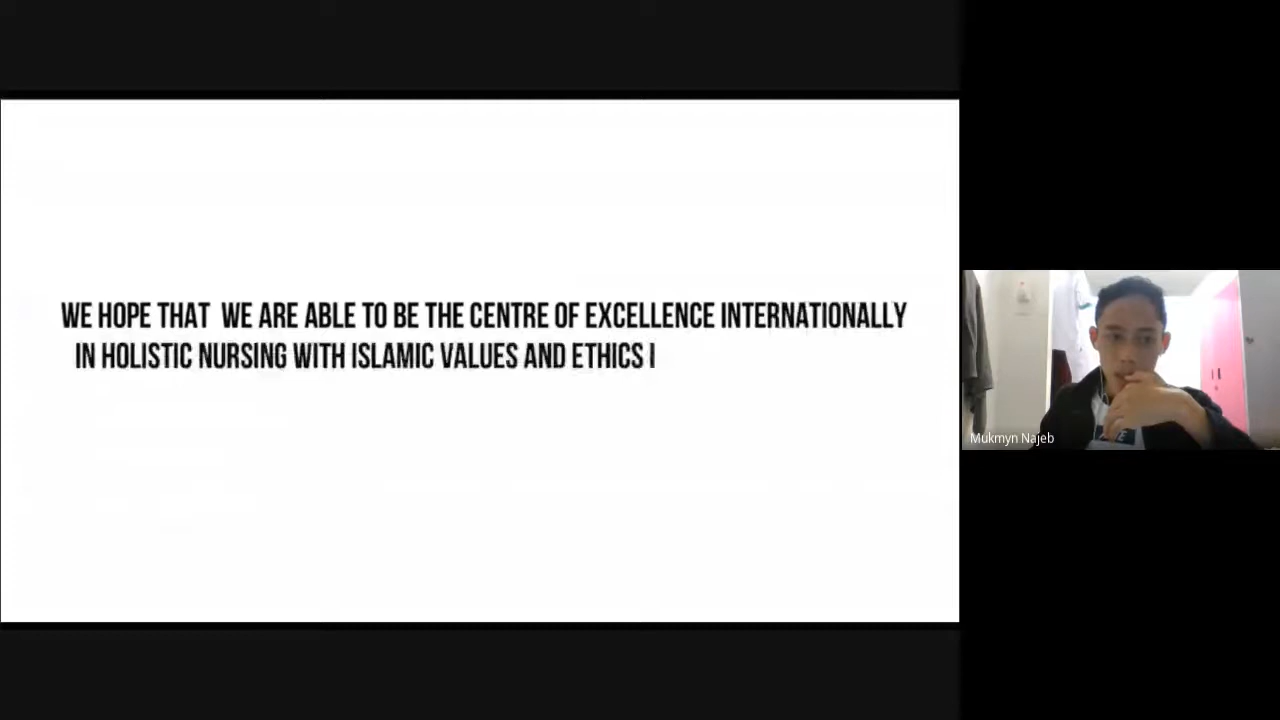 WE HOPE THAT WE ARE ABLE TO BE THE CENTRE OF EXCELLENCE INTERNATIONALLY
IN HOLISTIC NURSING WITH ISLAMIC VALUES AND ETHICS I
Mukmyn Najeb